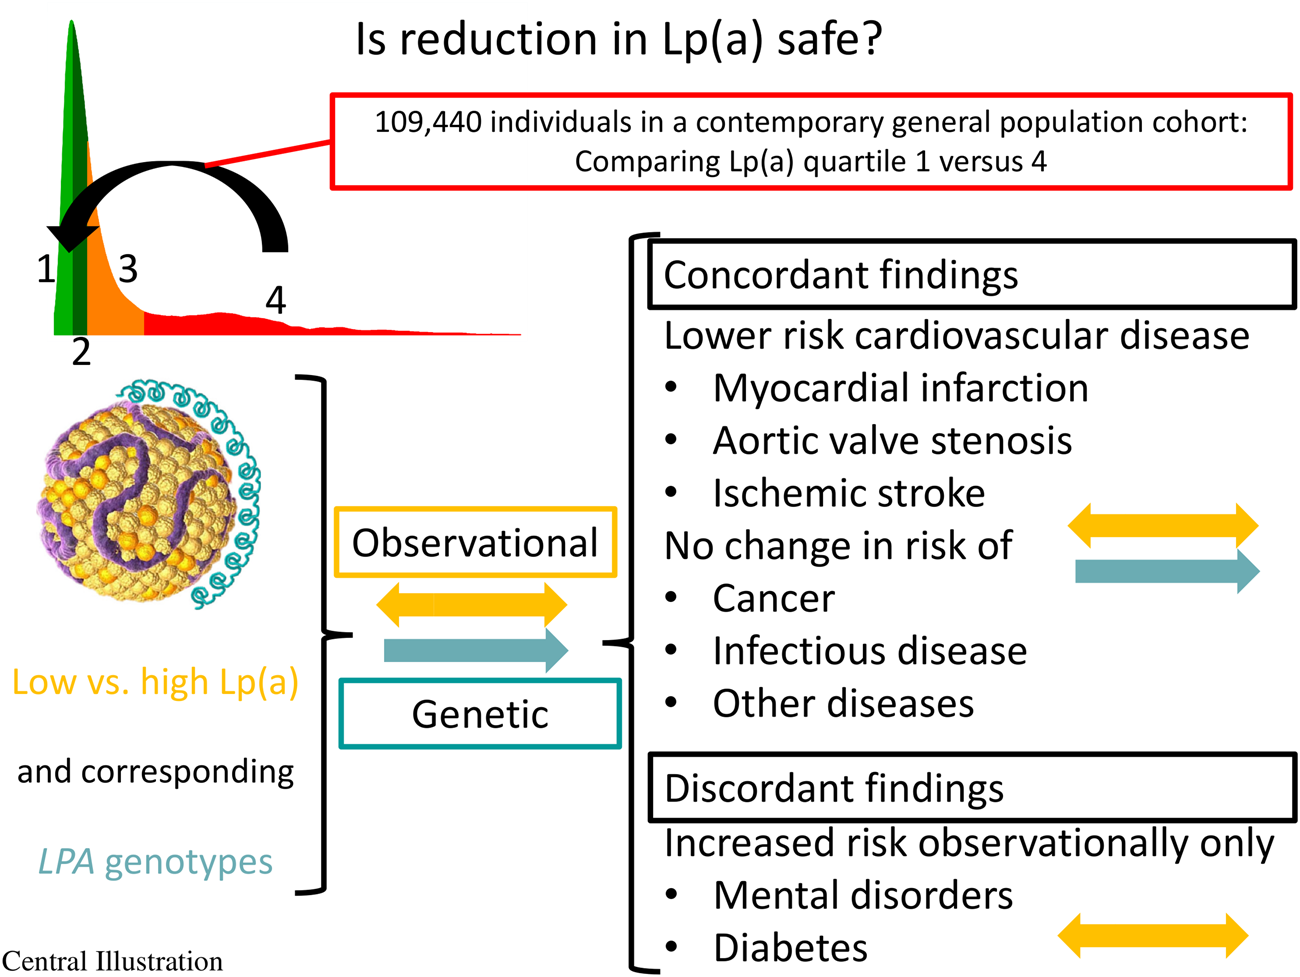 Is reduction in Lp(a) safe?
109,440 individuals in a contemporary general population cohort:
Comparing Lp(a) quartile 1 versus 4
1
3
4
2
Low vs. high Lp(a)
and corresponding
LPA genotypes
Observational
Genetic
Concordant findings
Lower risk cardiovascular disease
• Myocardial infarction
• Aortic valve stenosis
• Ischemic stroke
No change in risk of
• Cancer
• Infectious disease
• Other diseases
Discordant findings
Increased risk observationally only
• Mental disorders
• Diabetes
Central Illustration